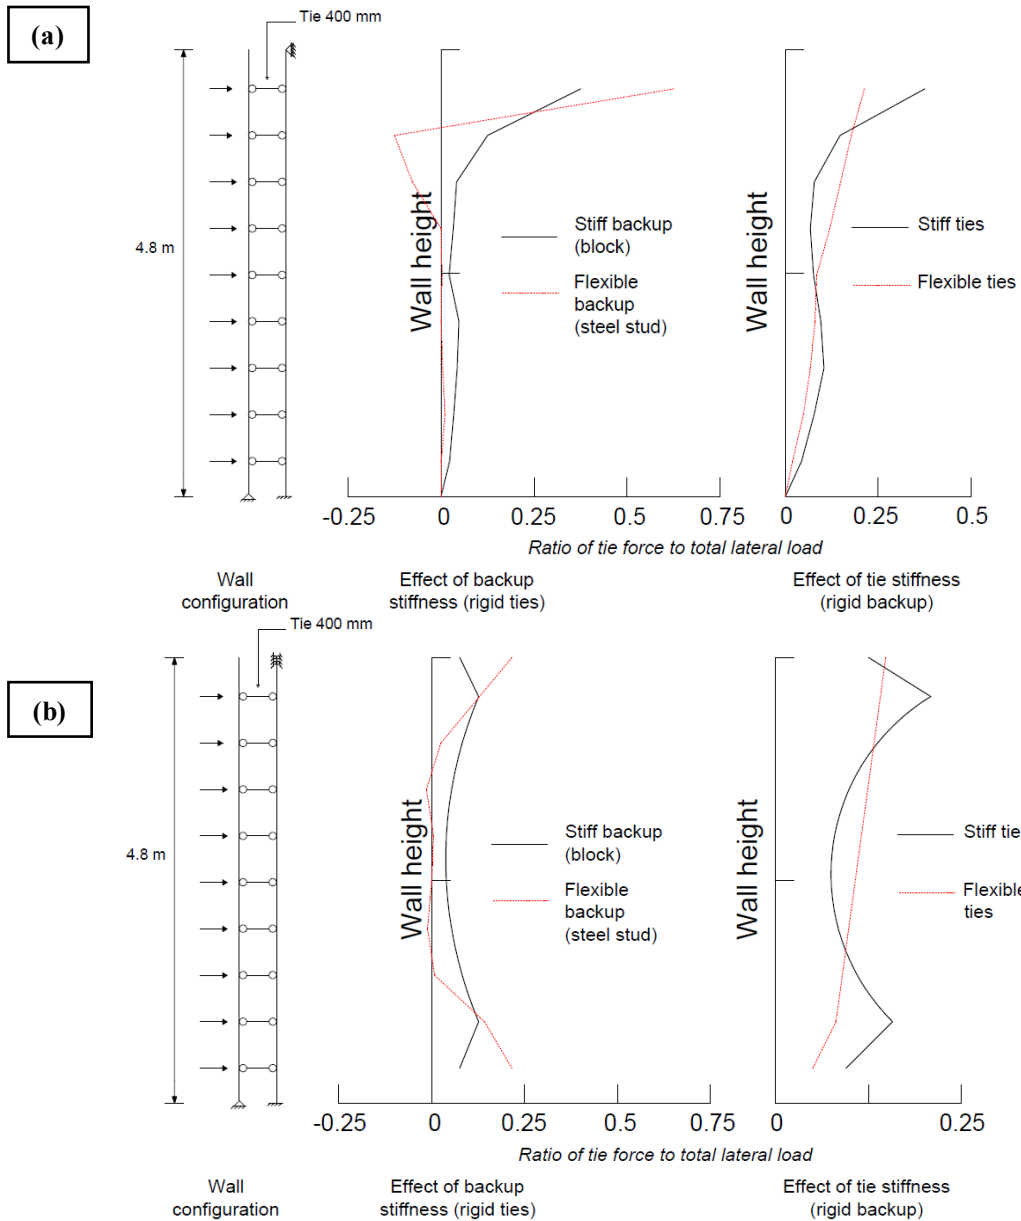 (a)
Tie 400 mm
4.8 m
Wall height
Stiff backup
(block)
Flexible
backup
(steel stud)
Wall height
Stiff ties
Flexible ties
-0.25
0
0.25
0.5
0.75
0
0.25
0.5
Ratio of tie force to total lateral load
Wall
configuration
Effect of backup
stiffness (rigid ties)
Effect of tie stiffness
(rigid backup)
Tie 400 mm
(b)
4.8 m
Wall height
Stiff backup
(block)
Flexible
backup
(steel stud)
Wall height
Stiff tie
Flexible
ties
-0.25
0
0.25
0.5
0.75
0
0.25
Ratio of tie force to total lateral load
Wall
configuration
Effect of backup
stiffness (rigid ties)
Effect of tie stiffness
(rigid backup)